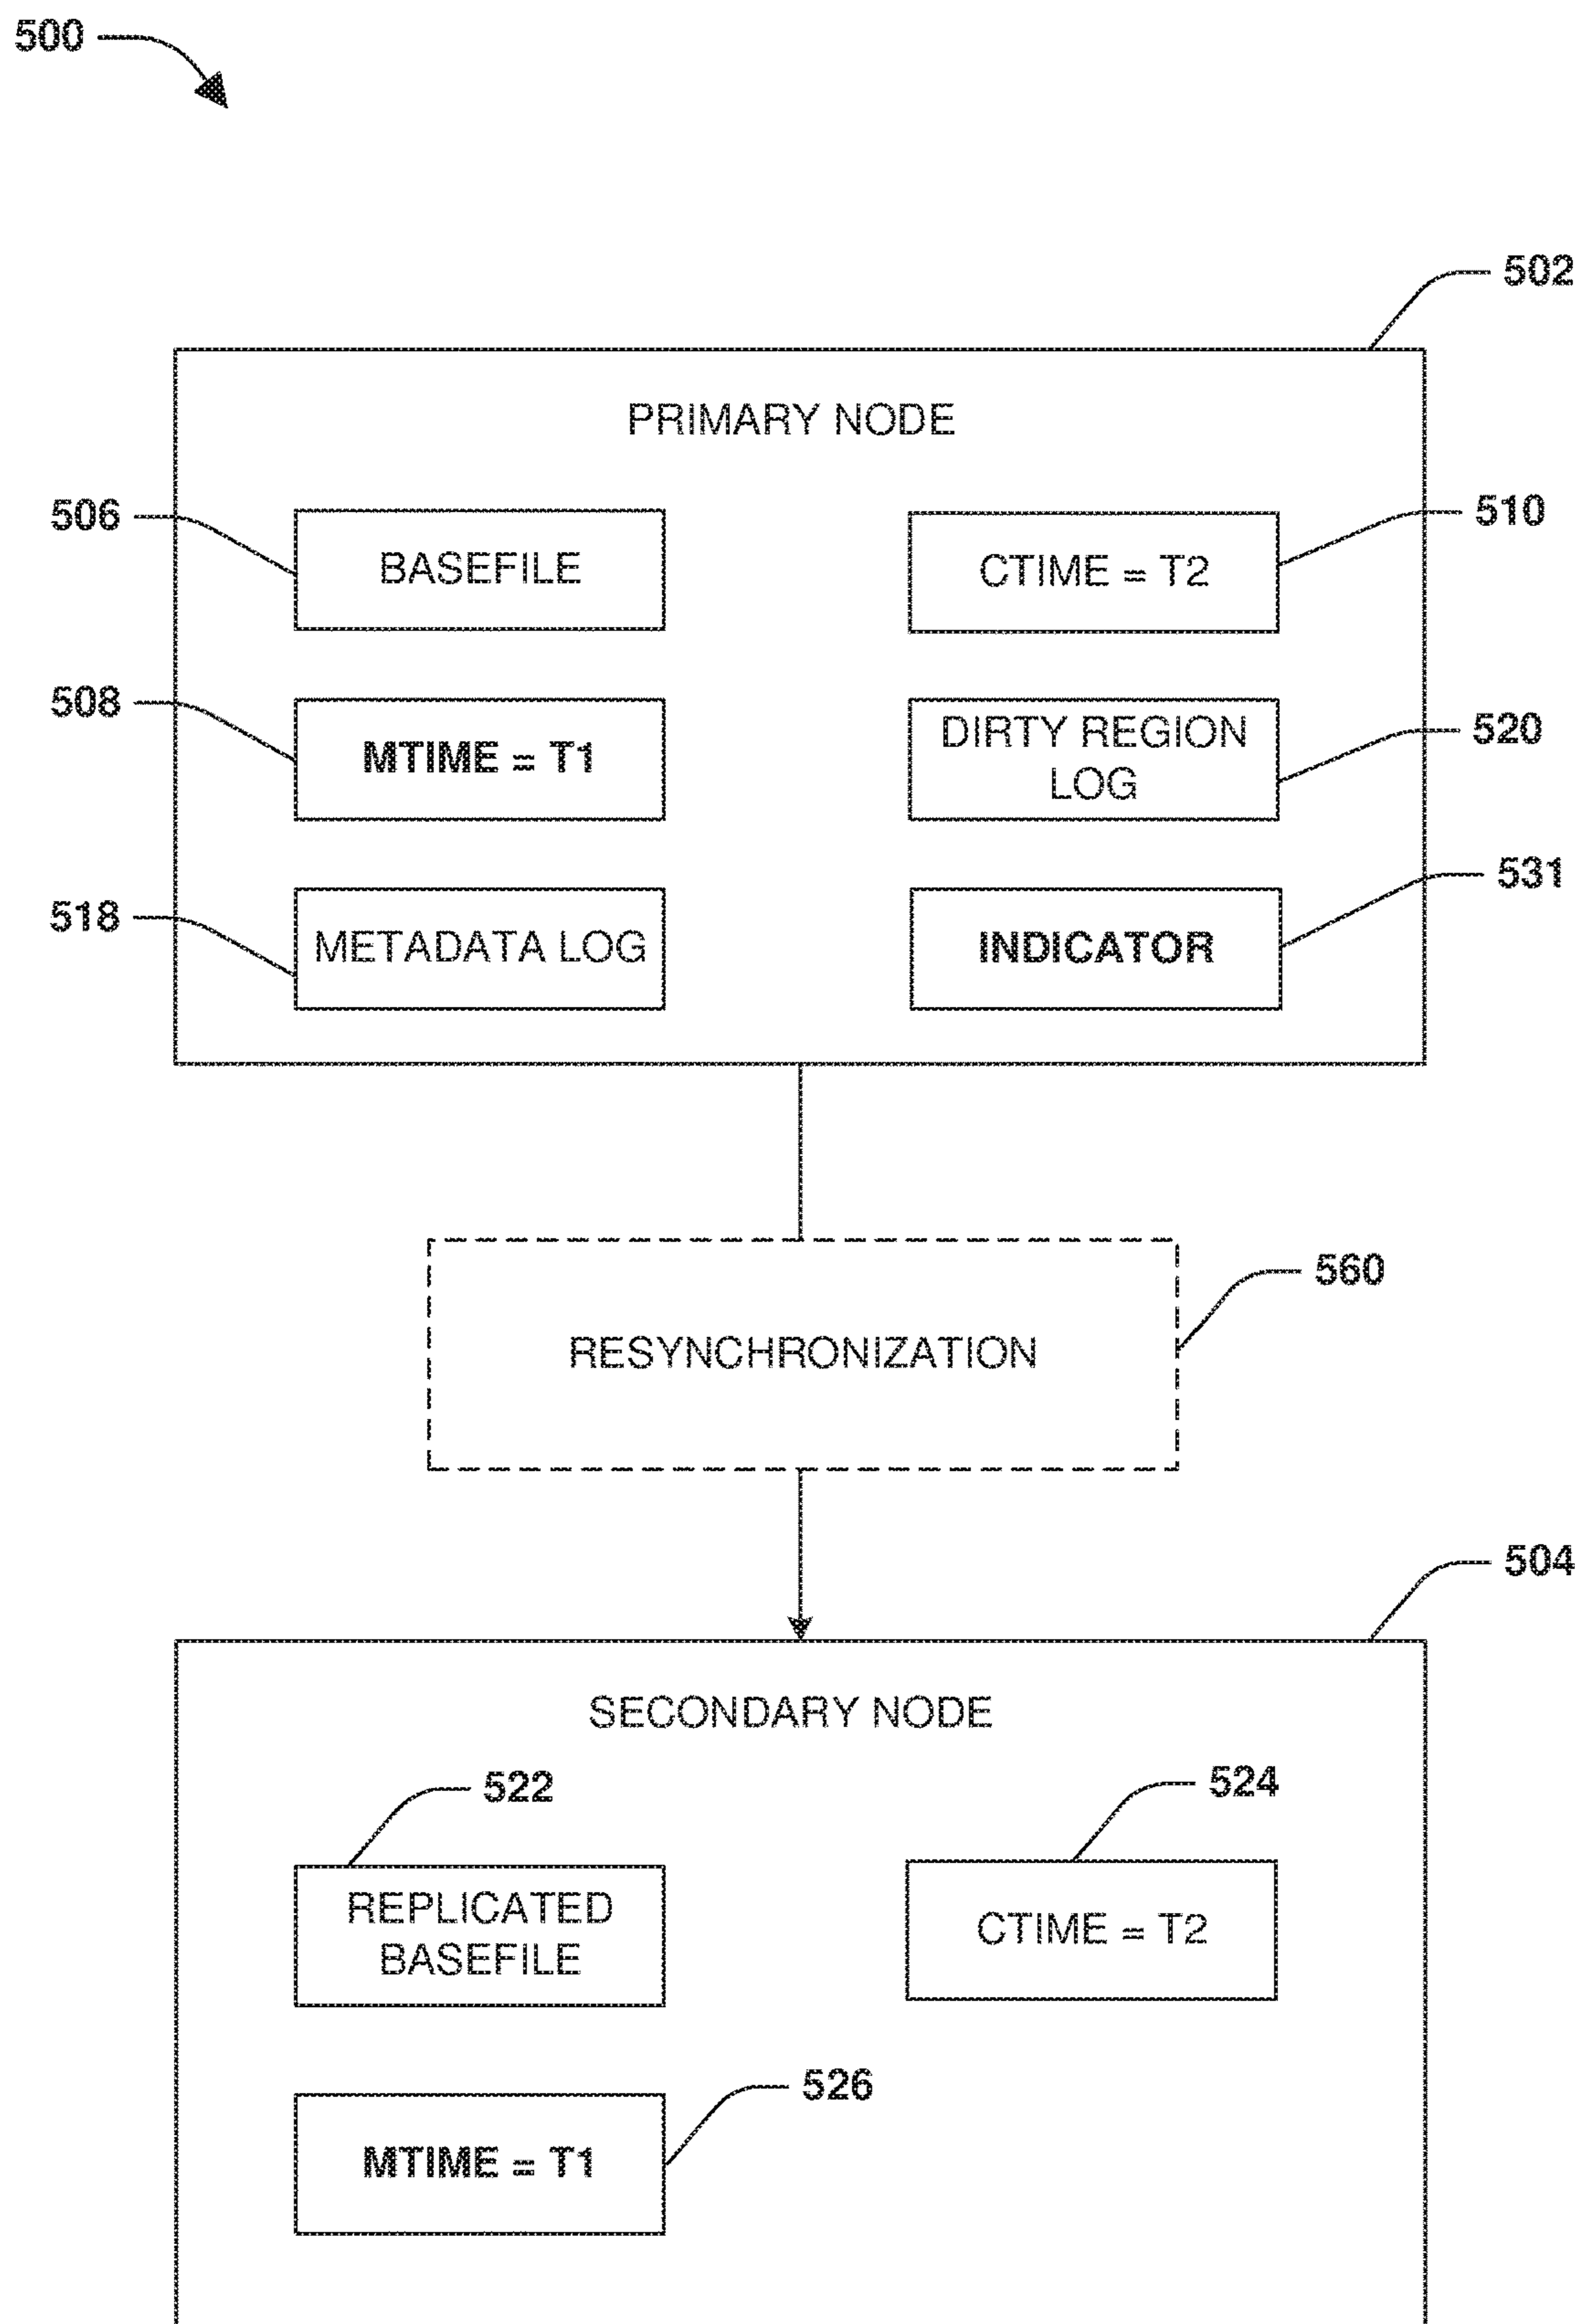 500
502
PRIMARY NODE
506
BASEFILE
CTIME = T2
510
508
MTIME = T1
DIRTY REGION
LOG
520
518
METADATA LOG
INDICATOR
531
RESYNCHRONIZATION
560
504
SECONDARY NODE
522
524
REPLICATED
BASEFILE
CTIME = T2
526
MTIME = T1